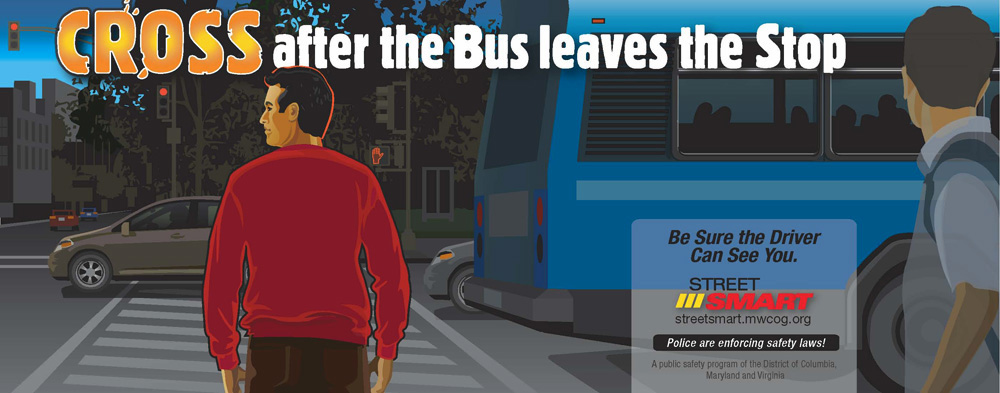 CROSS after the Bus leaves the Stop
Be Sure the Driver
Can See You.
STREET
SMART
streetsmart.mwcog.org
Police are enforcing safety laws!
A public safety program of the District of Columbia,
Maryland and Virginia